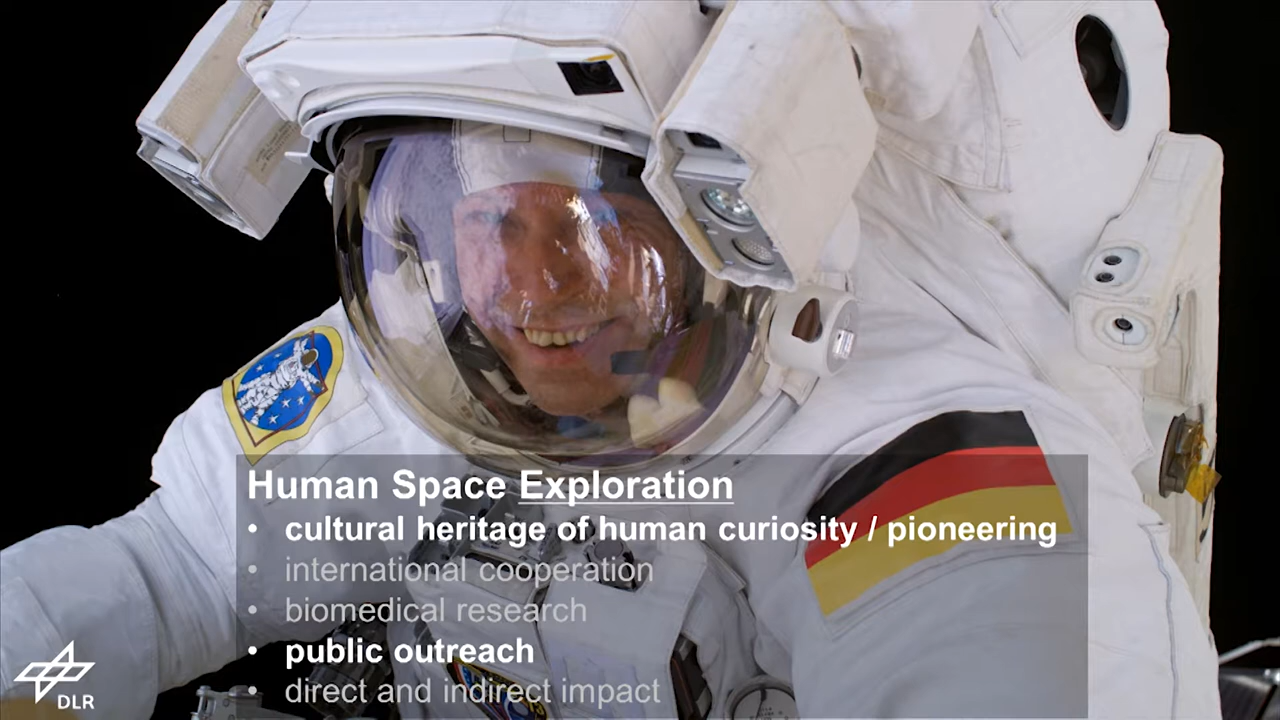 Human Space Exploration
• cultural heritage of human curiosity / pioneering
• international cooperation
• biomedical research
• public outreach
• direct and indirect impact
DLR